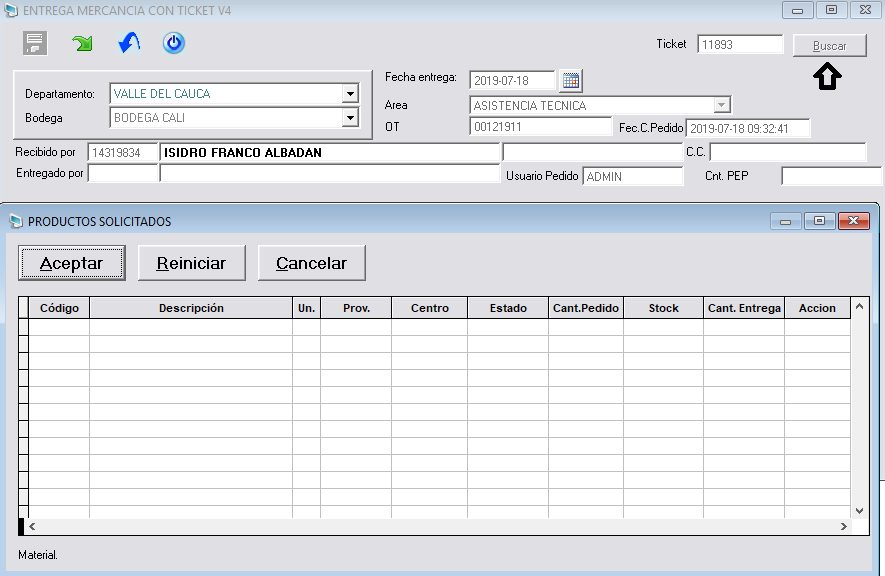 ENTREGA MERCANCIA CON TICKET V4
Ticket 11893 Buscar
Departamento: VALLE DEL CAUCA
Bodega BODEGA CALI
Fecha entrega: 2019-07-18
Area ASISTENCIA TECNICA
OT 00121911 Fec.C.Pedido 2019-07-18 09:32:41
Recibido por 14319834 ISIDRO FRANCO ALBADAN C.C.
Entregado por Usuario Pedido ADMIN Cnt. PEP
PRODUCTOS SOLICITADOS
Aceptar Reiniciar Cancelar
Código Descripción Un. Prov. Centro Estado Cant.Pedido Stock Cant. Entrega Accion
Material.